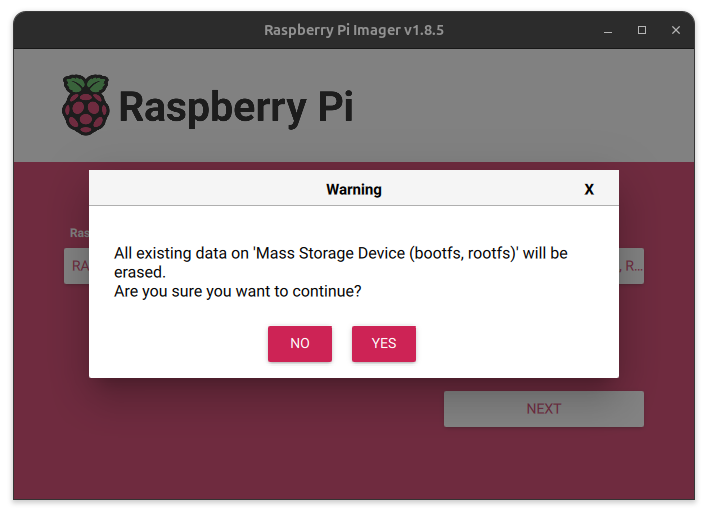 Raspberry Pi Imager v1.8.5
Raspberry Pi
Warning
X
Ras
RA
, R...
All existing data on 'Mass Storage Device (bootfs, rootfs)' will be
erased.
Are you sure you want to continue?
NO YES
NEXT